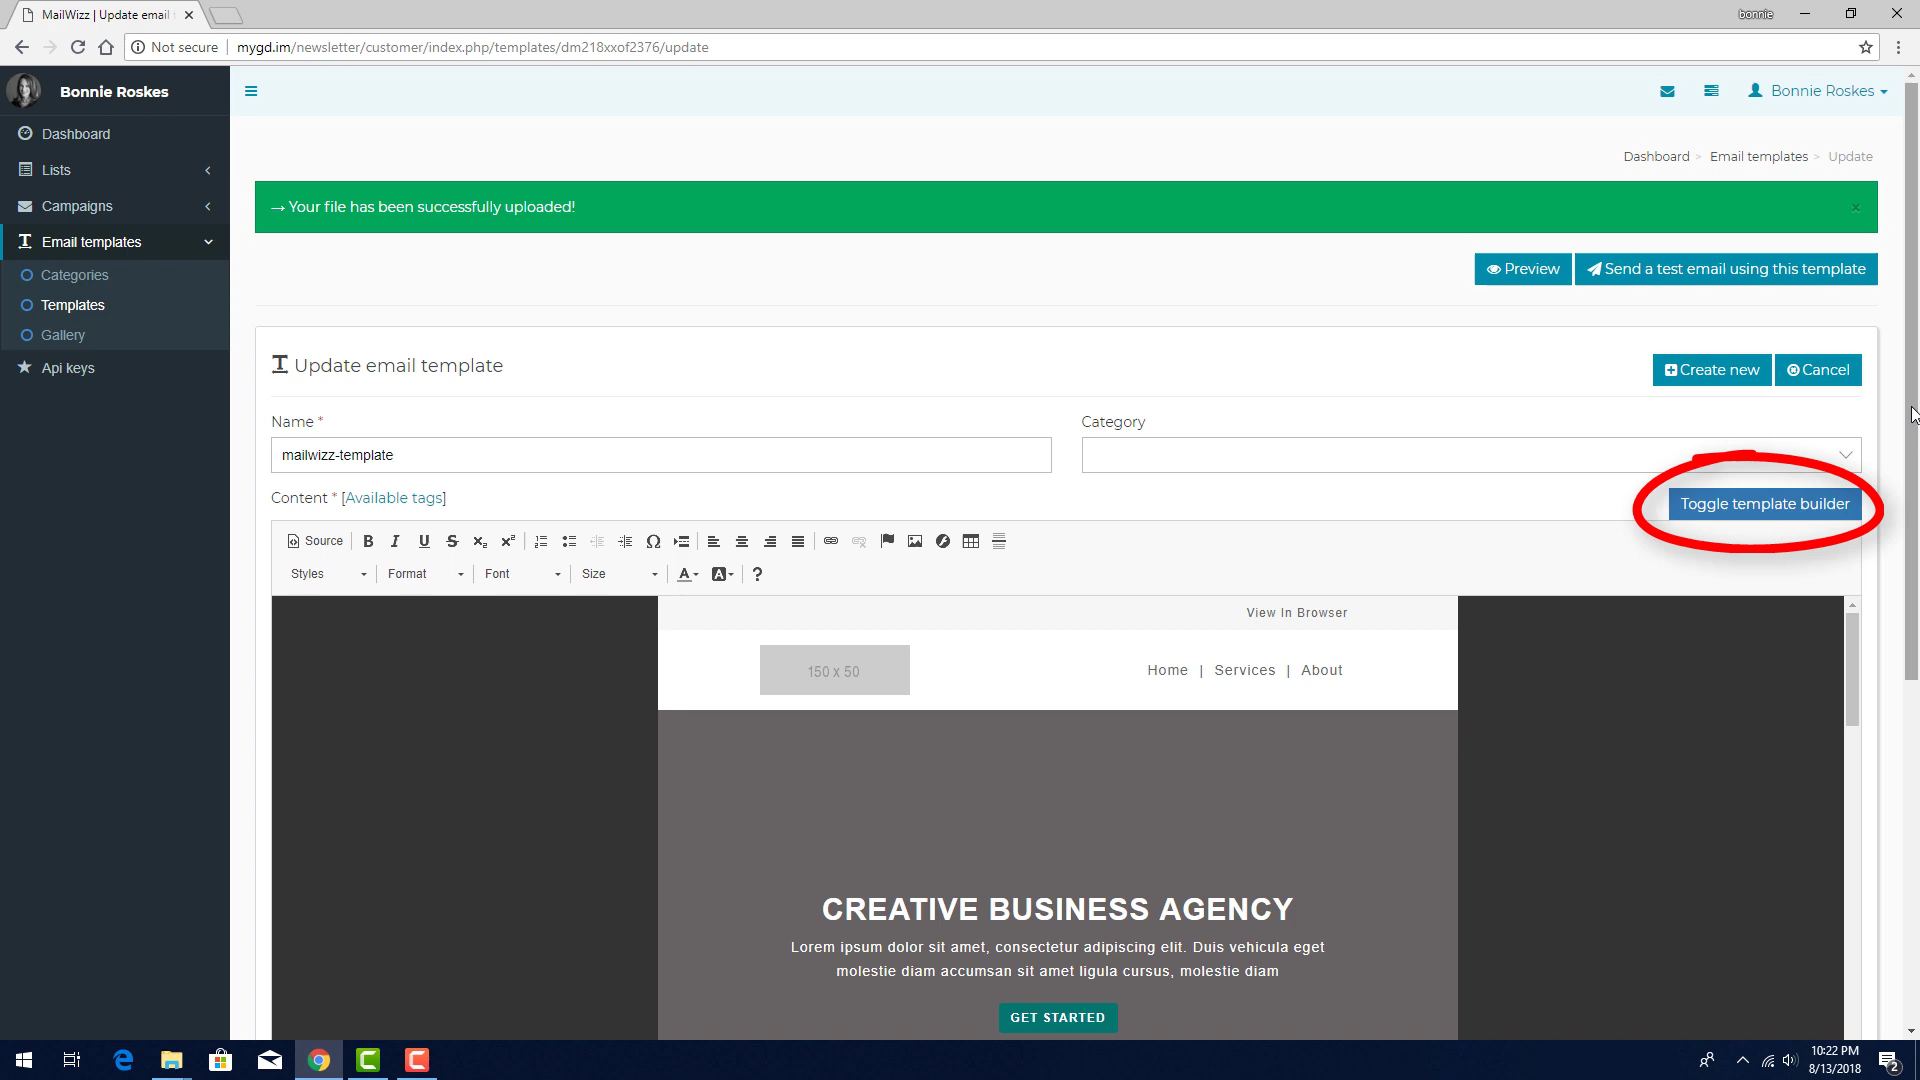 MailWizz | Update email
bonnie
Not secure
mygd.im/newsletter/customer/index.php/templates/dm218xxof2376/update
Bonnie Roskes
Bonnie Roskes
Dashboard
Lists
Campaigns
Email templates
Categories
Templates
Gallery
Api keys
Dashboard > Email templates > Update
→ Your file has been successfully uploaded!
×
Preview
Send a test email using this template
Update email template
Create new
Cancel
Name *
Category
mailwizz-template
Content * [Available tags]
Toggle template builder
Source
Styles
Format
Font
Size
View In Browser
150 x 50
Home | Services | About
CREATIVE BUSINESS AGENCY
Lorem ipsum dolor sit amet, consectetur adipiscing elit. Duis vehicula eget
molestie diam accumsan sit amet ligula cursus, molestie diam
GET STARTED
10:22 PM
8/13/2018
2